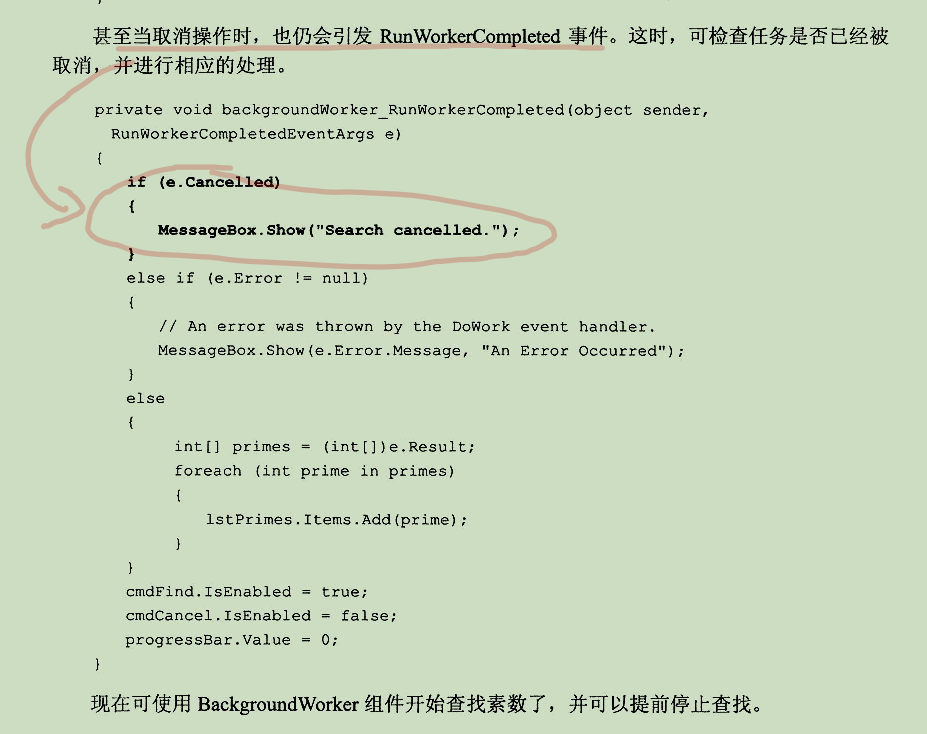 甚至当取消操作时，也仍会引发 RunWorkerCompleted 事件。这时，可检查任务是否已经被
取消，并进行相应的处理。
private void backgroundWorker_RunWorkerCompleted(object sender,
RunWorkerCompletedEventArgs e)
{
if (e.Cancelled)
{
MessageBox.Show("Search cancelled.");
}
else if (e.Error != null)
{
// An error was thrown by the DoWork event handler.
MessageBox.Show(e.Error.Message, "An Error Occurred");
}
else
{
int[] primes = (int[])e.Result;
foreach (int prime in primes)
{
lstPrimes.Items.Add(prime);
}
}
cmdFind.IsEnabled = true;
cmdCancel.IsEnabled = false;
progressBar.Value = 0;
}
现在可使用 BackgroundWorker 组件开始查找素数了，并可以提前停止查找。